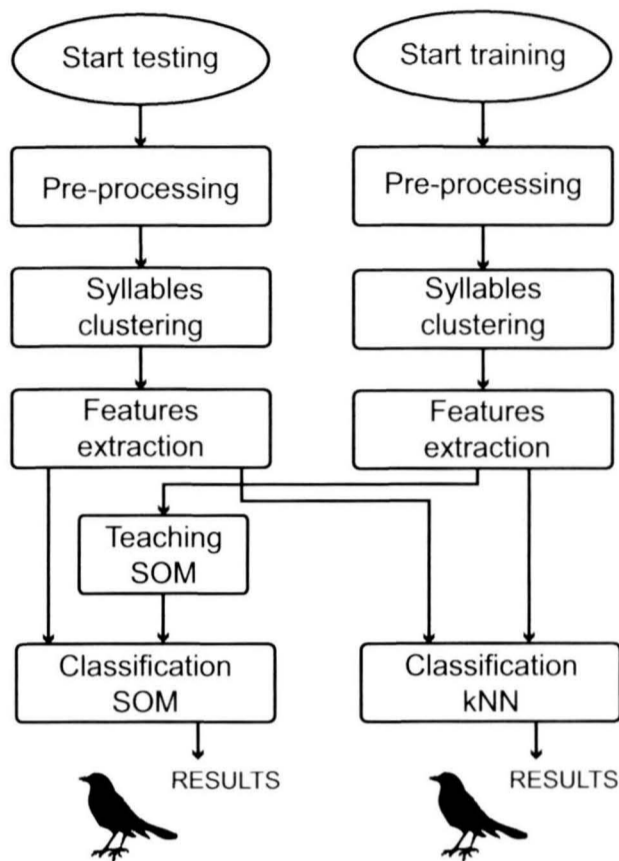 Start testing
Start training
Pre-processing
Pre-processing
Syllables
clustering
Syllables
clustering
Features
extraction
Features
extraction
Teaching
SOM
Classification
SOM
Classification
kNN
RESULTS
RESULTS